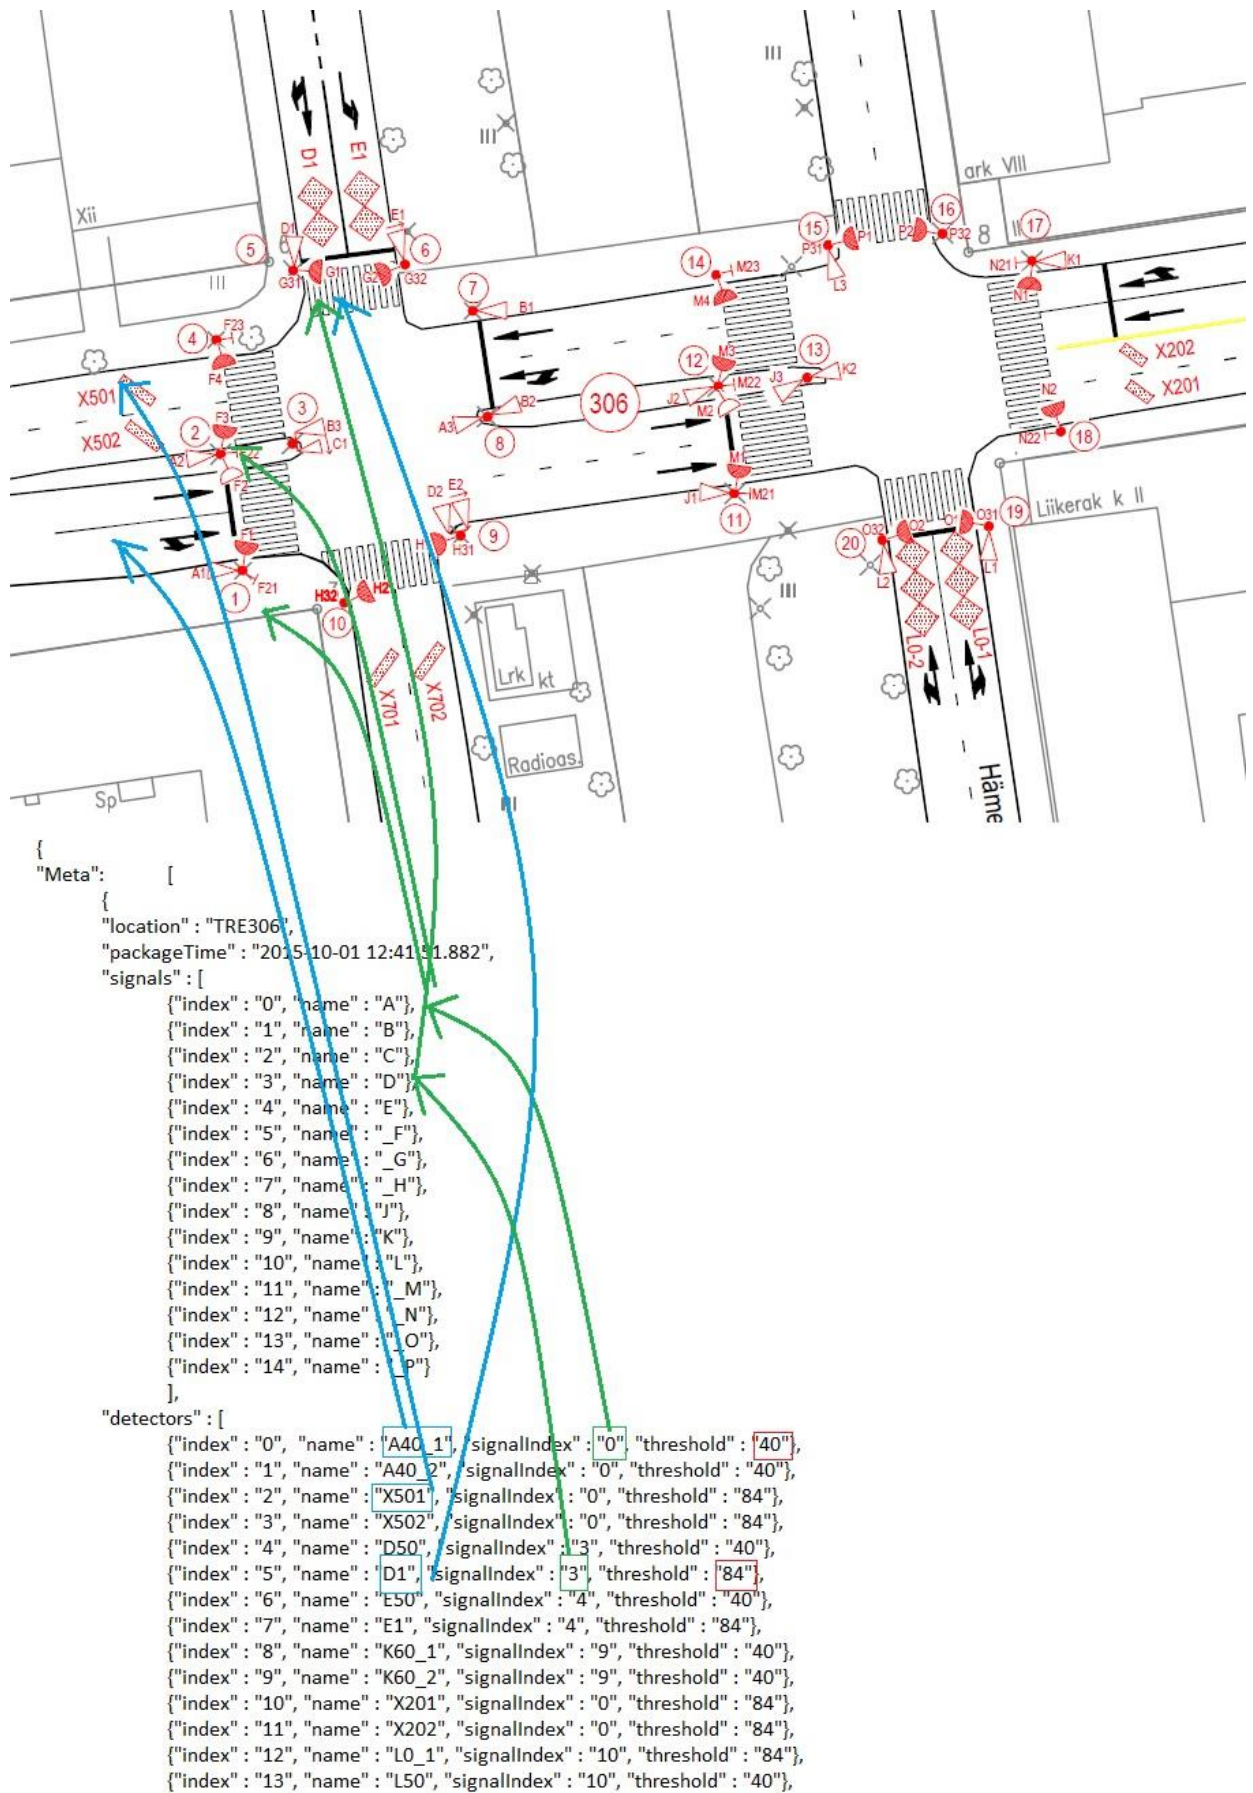 III
III
ark VIII
Xii
D1
E1
D1
E1
5
6
G31
G1
G2
G32
III
4
F23
F4
X501
X502
2
F3
A2
F22
F2
3
B3
C1
F1
A1
F21
1
7
B1
B2
A3
8
306
D2
E2
H
H31
9
H32
H2
10
7
X701
X702
Lrk
kt
Radioas.
III
Sp
14
M23
M4
12
M3
M22
J2
M2
13
J3
K2
M1
J1
M21
11
15
P31
P1
P2
P32
16
L3
8
II
17
N21
K1
N1
X202
X201
N2
N22
18
Liikerak k II
19
O31
O1
O2
O32
20
L2
L1
L0-2
L0-1
III
Häme
{
"Meta": [
{
"location" : "TRE306",
"packageTime" : "2015-10-01 12:41:51.882",
"signals" : [
{"index" : "0", "name" : "A"},
{"index" : "1", "name" : "B"},
{"index" : "2", "name" : "C"},
{"index" : "3", "name" : "D"},
{"index" : "4", "name" : "E"},
{"index" : "5", "name" : "_F"},
{"index" : "6", "name" : "_G"},
{"index" : "7", "name" : "_H"},
{"index" : "8", "name" : "J"},
{"index" : "9", "name" : "K"},
{"index" : "10", "name" : "L"},
{"index" : "11", "name" : "_M"},
{"index" : "12", "name" : "_N"},
{"index" : "13", "name" : "_O"},
{"index" : "14", "name" : "_P"}
],
"detectors" : [
{"index" : "0", "name" : "A40_1", "signalIndex" : "0", "threshold" : "40"},
{"index" : "1", "name" : "A40_2", "signalIndex" : "0", "threshold" : "40"},
{"index" : "2", "name" : "X501", "signalIndex" : "0", "threshold" : "84"},
{"index" : "3", "name" : "X502", "signalIndex" : "0", "threshold" : "84"},
{"index" : "4", "name" : "D50", "signalIndex" : "3", "threshold" : "40"},
{"index" : "5", "name" : "D1", "signalIndex" : "3", "threshold" : "84"},
{"index" : "6", "name" : "E50", "signalIndex" : "4", "threshold" : "40"},
{"index" : "7", "name" : "E1", "signalIndex" : "4", "threshold" : "84"},
{"index" : "8", "name" : "K60_1", "signalIndex" : "9", "threshold" : "40"},
{"index" : "9", "name" : "K60_2", "signalIndex" : "9", "threshold" : "40"},
{"index" : "10", "name" : "X201", "signalIndex" : "0", "threshold" : "84"},
{"index" : "11", "name" : "X202", "signalIndex" : "0", "threshold" : "84"},
{"index" : "12", "name" : "L0_1", "signalIndex" : "10", "threshold" : "84"},
{"index" : "13", "name" : "L50", "signalIndex" : "10", "threshold" : "40"},